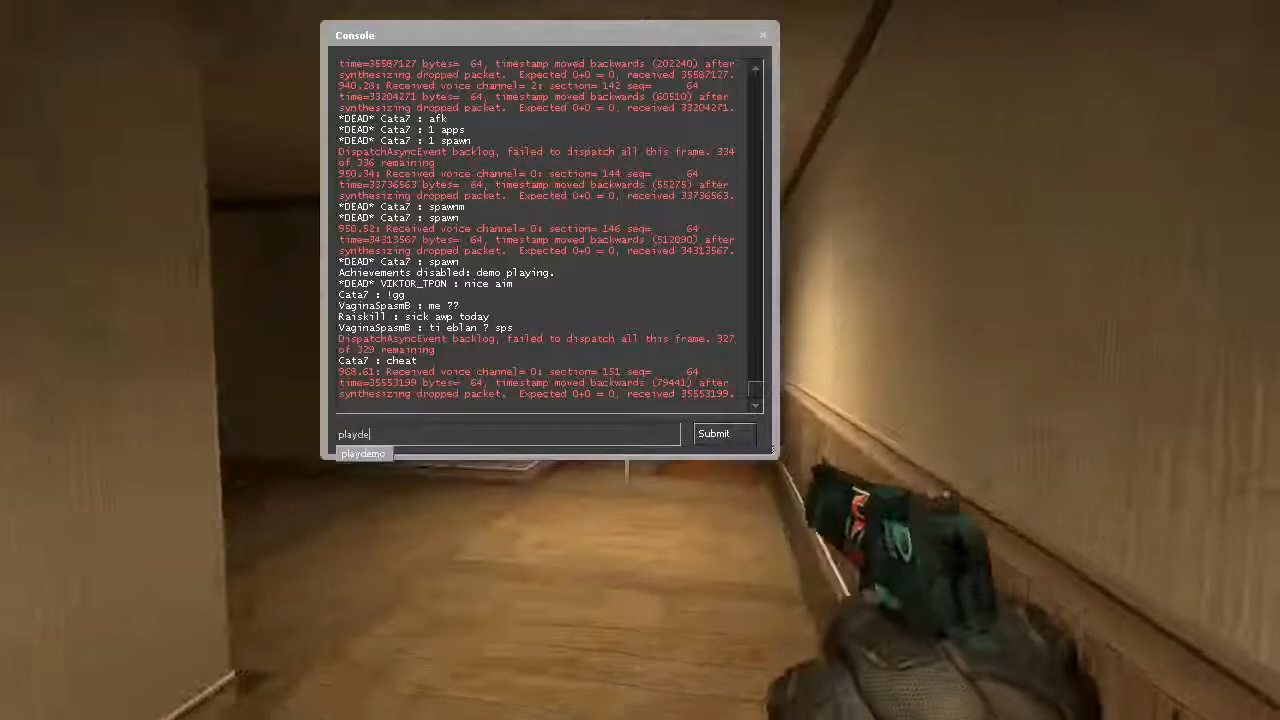 Console
time=35587127 bytes=  64, timestamp moved backwards (202240) after
synthesizing dropped packet.  Expected 0+0 = 0, received 35587127.
940.28: Received voice channel= 2: section= 142 seq=      64
time=33204271 bytes=  64, timestamp moved backwards (60510) after
synthesizing dropped packet.  Expected 0+0 = 0, received 33204271.
*DEAD* Cata7 : afk
*DEAD* Cata7 : 1 apps
*DEAD* Cata7 : 1 spawn
DispatchAsyncEvent backlog, failed to dispatch all this frame. 334
of 336 remaining
950.34: Received voice channel= 0: section= 144 seq=      64
time=33736563 bytes=  64, timestamp moved backwards (55275) after
synthesizing dropped packet.  Expected 0+0 = 0, received 33736563.
*DEAD* Cata7 : spawnm
*DEAD* Cata7 : spawn
958.52: Received voice channel= 0: section= 146 seq=      64
time=34313567 bytes=  64, timestamp moved backwards (512090) after
synthesizing dropped packet.  Expected 0+0 = 0, received 34313567.
*DEAD* Cata7 : spawn
Achievements disabled: demo playing.
*DEAD* VIKTOR_TPON : nice aim
Cata7 : !gg
VaginaSpasmB : me ??
Raiskill : sick awp today
VaginaSpasmB : ti eblan ? sps
DispatchAsyncEvent backlog, failed to dispatch all this frame. 327
of 329 remaining
Cata7 : cheat
968.61: Received voice channel= 0: section= 151 seq=      64
time=35553199 bytes=  64, timestamp moved backwards (79441) after
synthesizing dropped packet.  Expected 0+0 = 0, received 35553199.
playde
Submit
playdemo